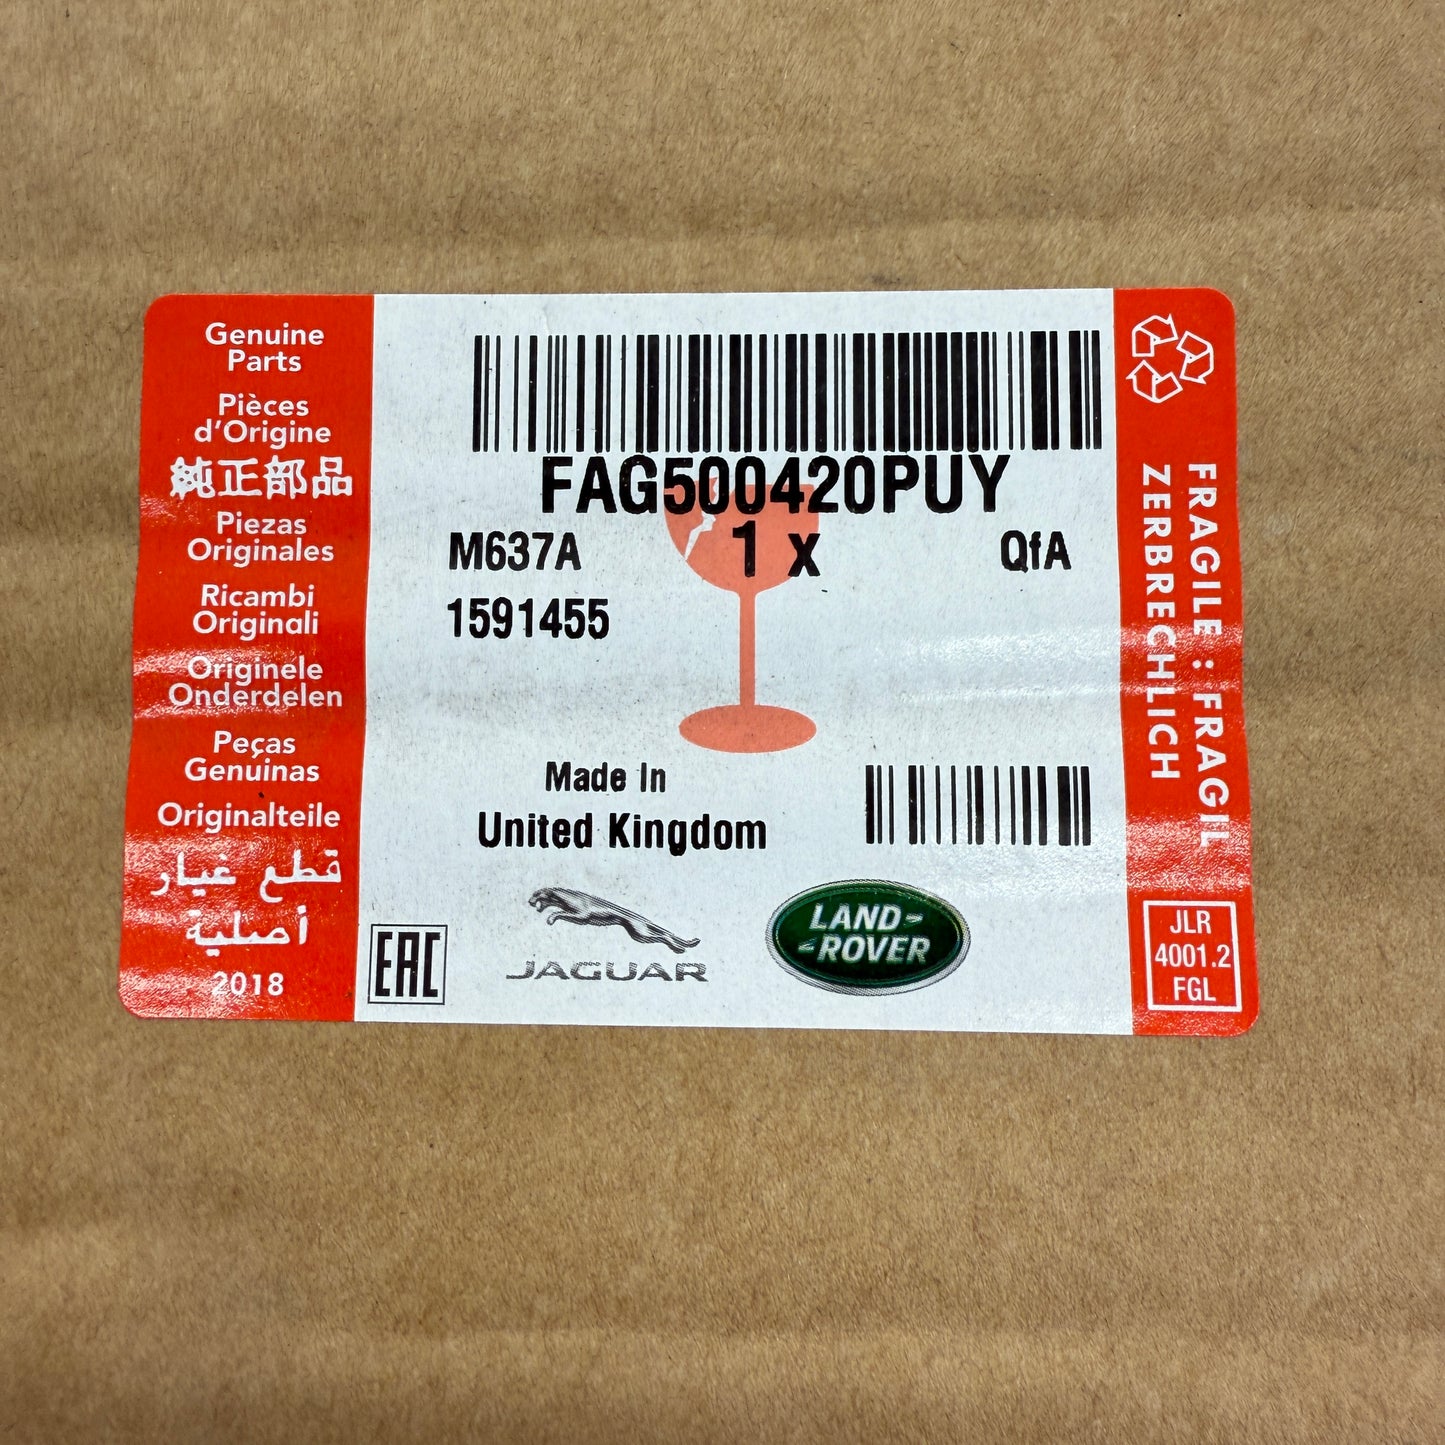 Genuine
Parts
Pièces
d'Origine
純正部品
Piezas
Originales
Ricambi
Originali
Originele
Onderdelen
Peças
Genuinas
Originalteile
قطع غيار
أصلية
2018
FAG500420PUY
M637A 1 x QfA
1591455
Made In
United Kingdom
EAC
JAGUAR
LAND-
-ROVER
FRAGILE : FRAGIL
ZERBRECHLICH
JLR
4001.2
FGL